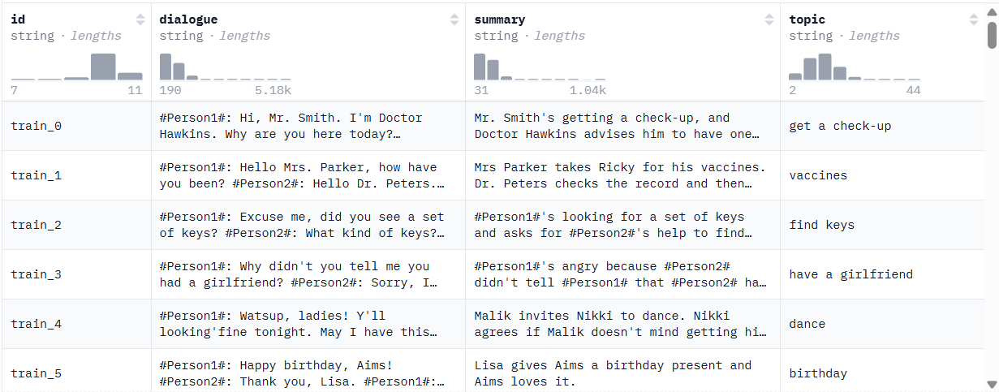 id dialogue summary topic
string · lengths string · lengths string · lengths string · lengths
7 11 190 5.18k 31 1.04k 2 44
train_0
#Person1#: Hi, Mr. Smith. I'm Doctor
Hawkins. Why are you here today?…
Mr. Smith's getting a check-up, and
Doctor Hawkins advises him to have one…
get a check-up
train_1
#Person1#: Hello Mrs. Parker, how have
you been? #Person2#: Hello Dr. Peters.…
Mrs Parker takes Ricky for his vaccines.
Dr. Peters checks the record and then…
vaccines
train_2
#Person1#: Excuse me, did you see a set
of keys? #Person2#: What kind of keys?…
#Person1#'s looking for a set of keys
and asks for #Person2#'s help to find…
find keys
train_3
#Person1#: Why didn't you tell me you
had a girlfriend? #Person2#: Sorry, I…
#Person1#'s angry because #Person2#
didn't tell #Person1# that #Person2# ha…
have a girlfriend
train_4
#Person1#: Watsup, ladies! Y'll
looking'fine tonight. May I have this…
Malik invites Nikki to dance. Nikki
agrees if Malik doesn't mind getting hi…
dance
train_5
#Person1#: Happy birthday, Aims!
#Person2#: Thank you, Lisa. #Person1#:…
Lisa gives Aims a birthday present and
Aims loves it.
birthday